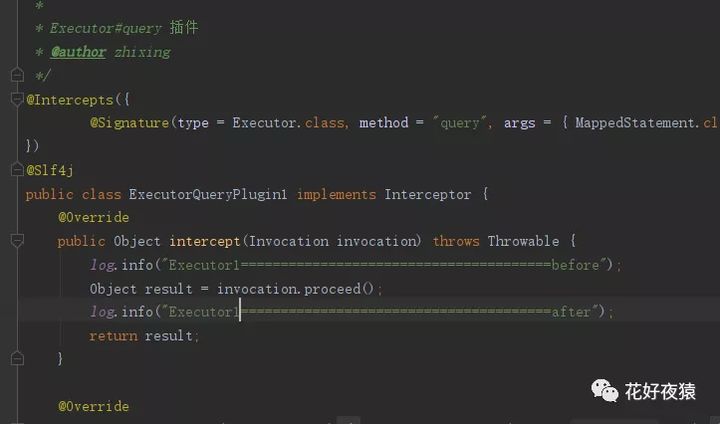 *
* Executor#query 插件
* @author zhixing
*/
@Intercepts({
@Signature(type = Executor.class, method = "query", args = { MappedStatement.cl
})
@Slf4j
public class ExecutorQueryPlugin1 implements Interceptor {
@Override
public Object intercept(Invocation invocation) throws Throwable {
log.info("Executor1=======================================before");
Object result = invocation.proceed();
log.info("Executor1=======================================after");
return result;
}
@Override
花好夜猿